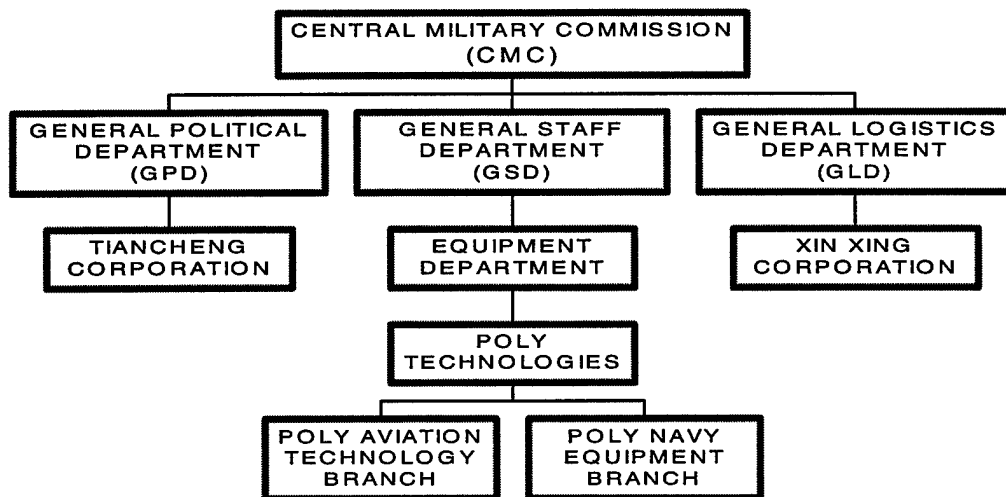 CENTRAL MILITARY COMMISSION
(CMC)
GENERAL POLITICAL
DEPARTMENT
(GPD)
GENERAL STAFF
DEPARTMENT
(GSD)
GENERAL LOGISTICS
DEPARTMENT
(GLD)
TIANCHENG
CORPORATION
EQUIPMENT
DEPARTMENT
XIN XING
CORPORATION
POLY
TECHNOLOGIES
POLY AVIATION
TECHNOLOGY
BRANCH
POLY NAVY
EQUIPMENT
BRANCH